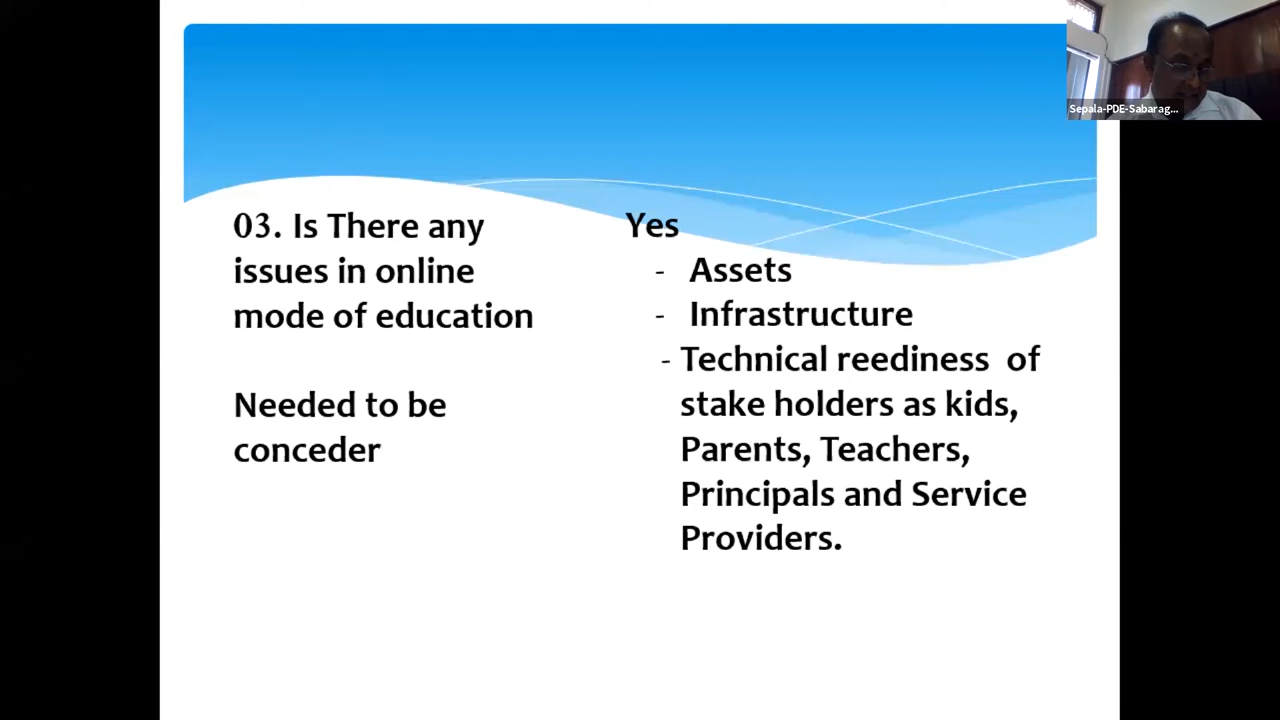 Sepala-PDE-Sabarag...
03. Is There any
issues in online
mode of education
Needed to be
conceder
Yes
- Assets
- Infrastructure
- Technical reediness of
stake holders as kids,
Parents, Teachers,
Principals and Service
Providers.